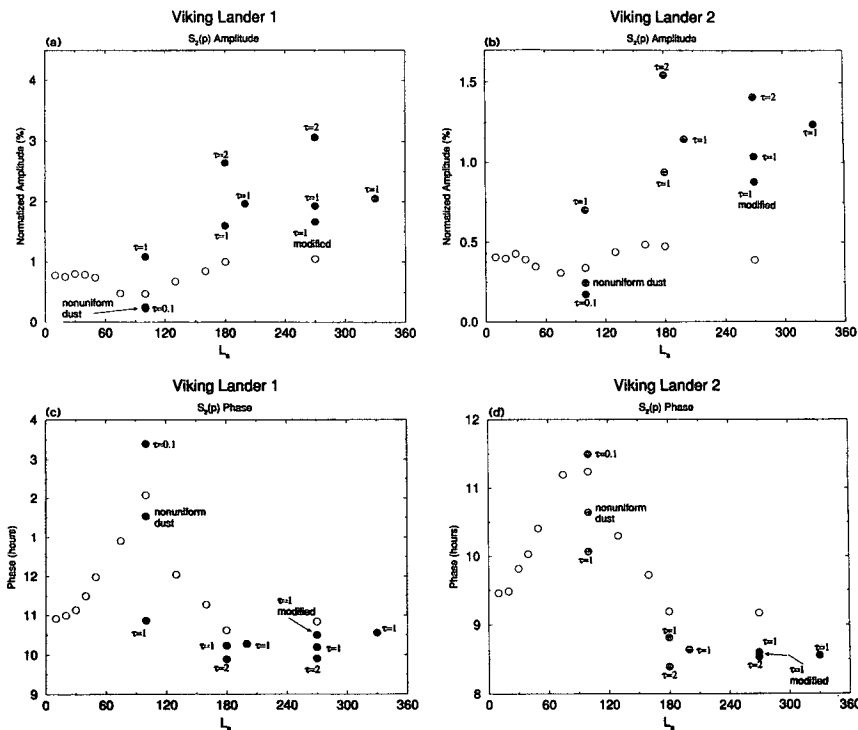 Viking Lander 1
(a) S₂(p) Amplitude
Normalized Amplitude (%)
4
3
2
1
0
0 60 120 180 240 300 360
Lₛ
τ=2
τ=2
τ=1
τ=1
τ=1
τ=1
τ=1
τ=1
modified
nonuniform
dust
τ=0.1
Viking Lander 2
(b) S₂(p) Amplitude
Normalized Amplitude (%)
1.5
1.0
0.5
0.0
0 60 120 180 240 300 360
Lₛ
τ=2
τ=2
τ=1
τ=1
τ=1
τ=1
τ=1
modified
nonuniform dust
τ=0.1
Viking Lander 1
(c) S₂(p) Phase
Phase (hours)
4
3
2
1
12
11
10
9
0 60 120 180 240 300 360
Lₛ
τ=0.1
nonuniform
dust
τ=1
modified
τ=1
τ=1
τ=1
τ=1
τ=1
τ=2
τ=2
Viking Lander 2
(d) S₂(p) Phase
Phase (hours)
12
11
10
9
8
7
0 60 120 180 240 300 360
Lₛ
τ=0.1
nonuniform
dust
τ=1
τ=1
τ=1
τ=1
τ=1
τ=2
τ=2
τ=1
modified